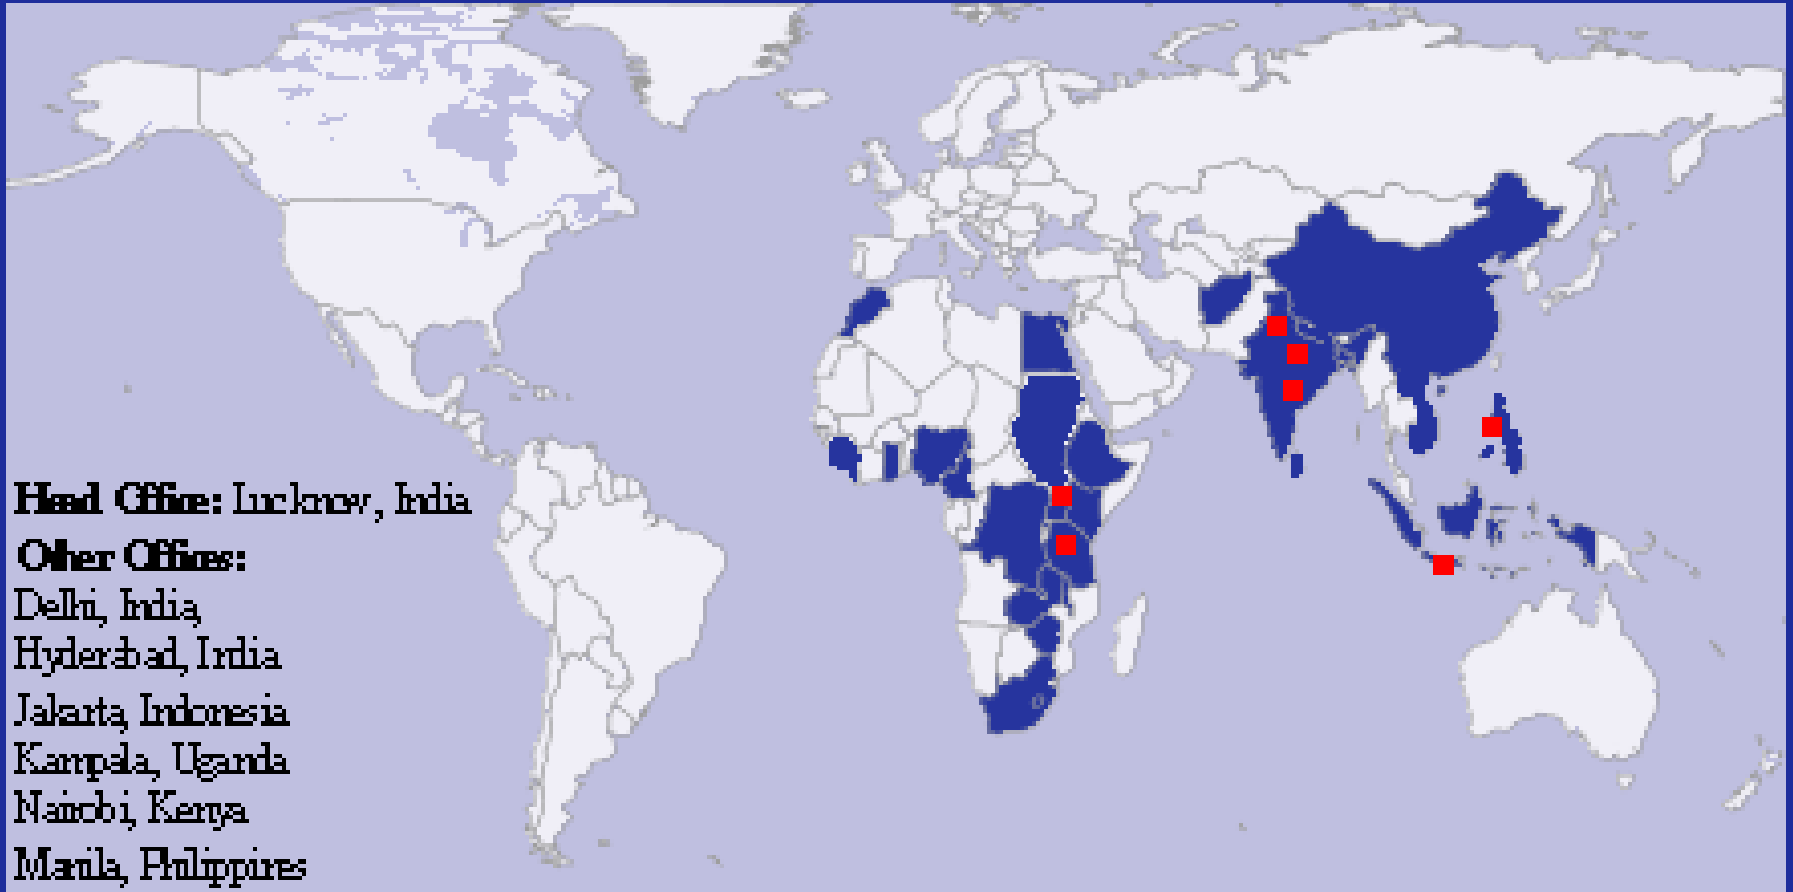 Head Office: Lucknow, India
Other Offices:
Delhi, India,
Hyderabad, India
Jakarta, Indonesia
Kampala, Uganda
Nairobi, Kenya
Manila, Philippines